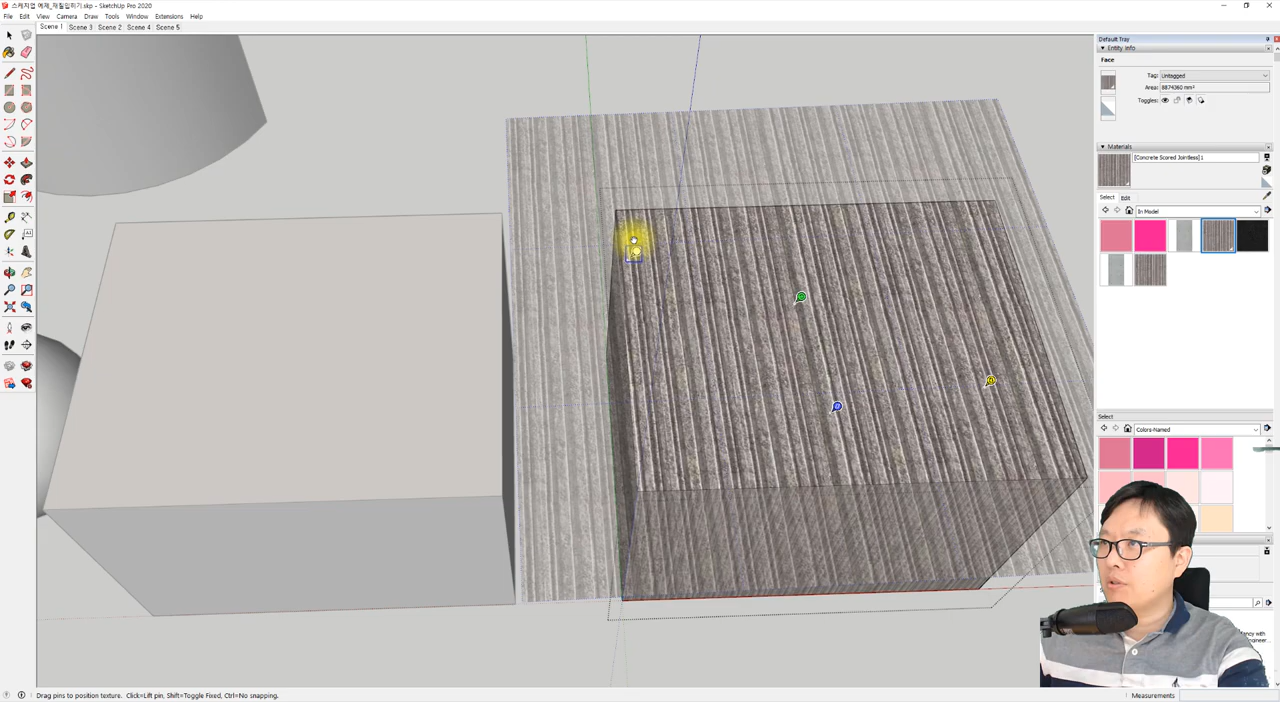 스케치업 예제_재질입히기.skp - SketchUp Pro 2020
File Edit View Camera Draw Tools Window Extensions Help
Scene 1 Scene 3 Scene 2 Scene 4 Scene 5
Default Tray
Entity Info
Face
Tag: Untagged
Area: 8874360 mm²
Toggles:
Materials
[Concrete Scored Jointless]1
Select Edit
In Model
Select
Colors-Named
Drag pins to position texture. Click=Lift pin, Shift=Toggle Fixed, Ctrl=No snapping.
Measurements